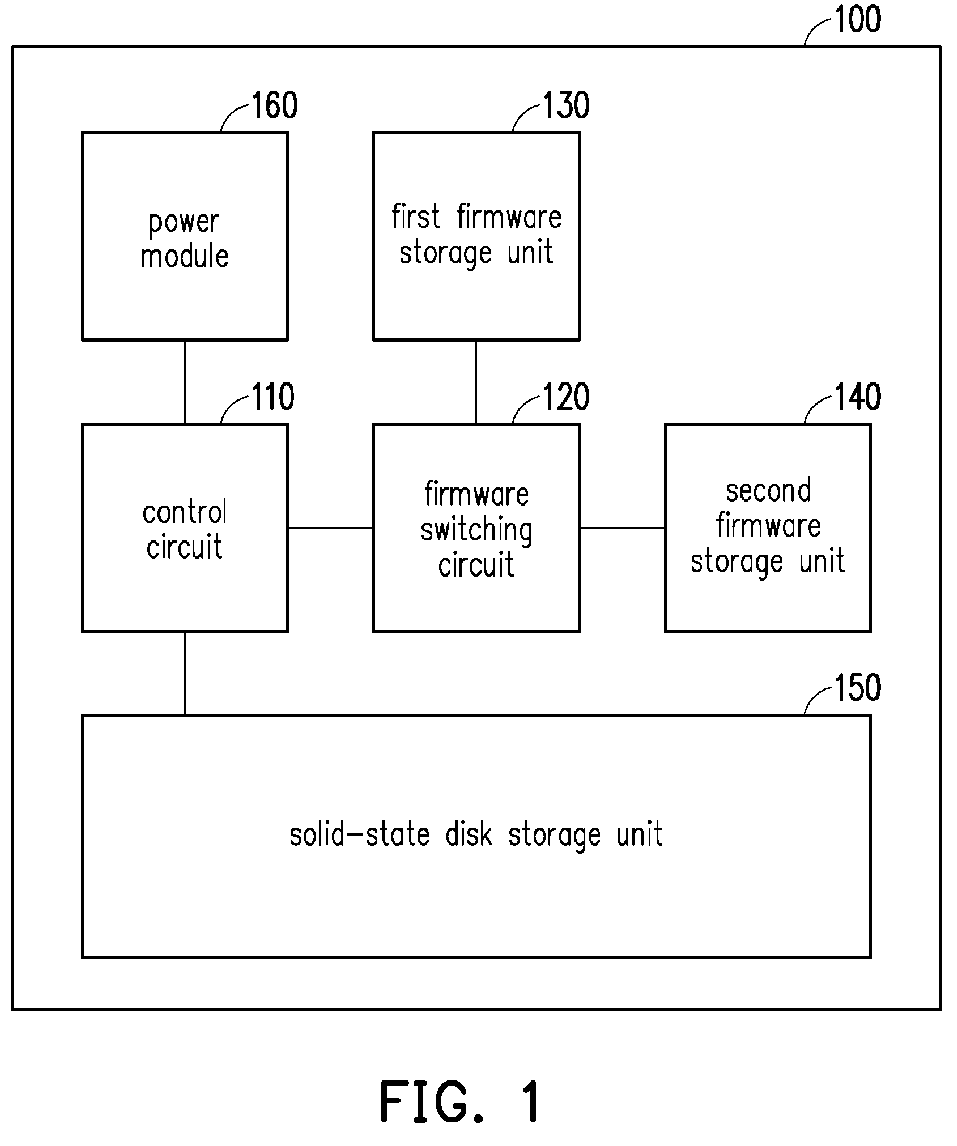 100
160
130
power
module
first firmware
storage unit
110
120
140
control
circuit
firmware
switching
circuit
second
firmware
storage unit
150
solid-state disk storage unit
FIG. 1